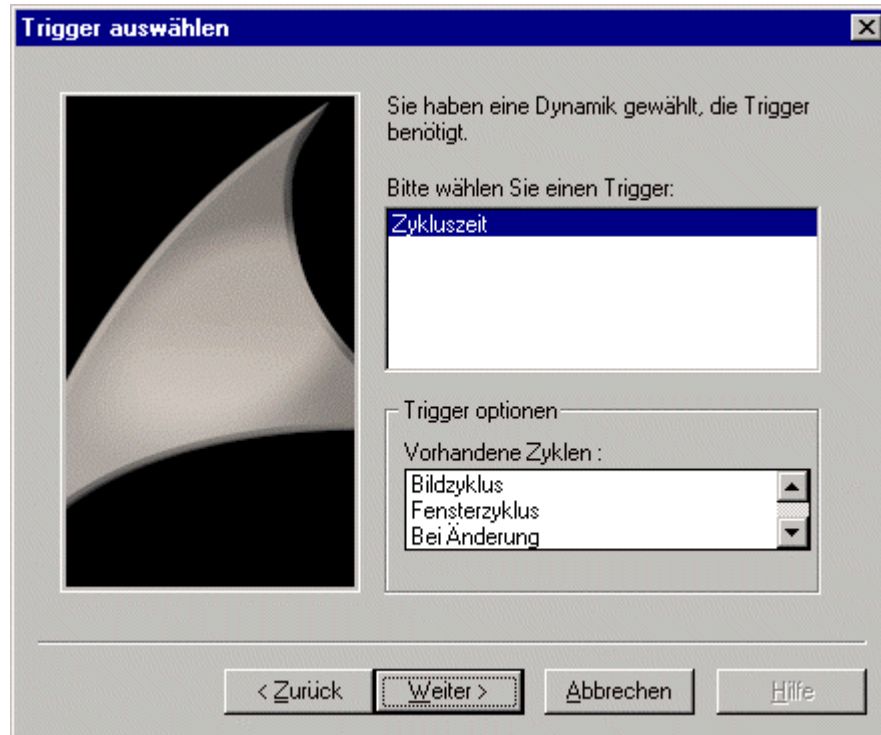 Trigger auswählen
Sie haben eine Dynamik gewählt, die Trigger
benötigt.
Bitte wählen Sie einen Trigger:
Zykluszeit
Trigger optionen
Vorhandene Zyklen :
Bildzyklus
Fensterzyklus
Bei Änderung
< Zurück
Weiter >
Abbrechen
Hilfe